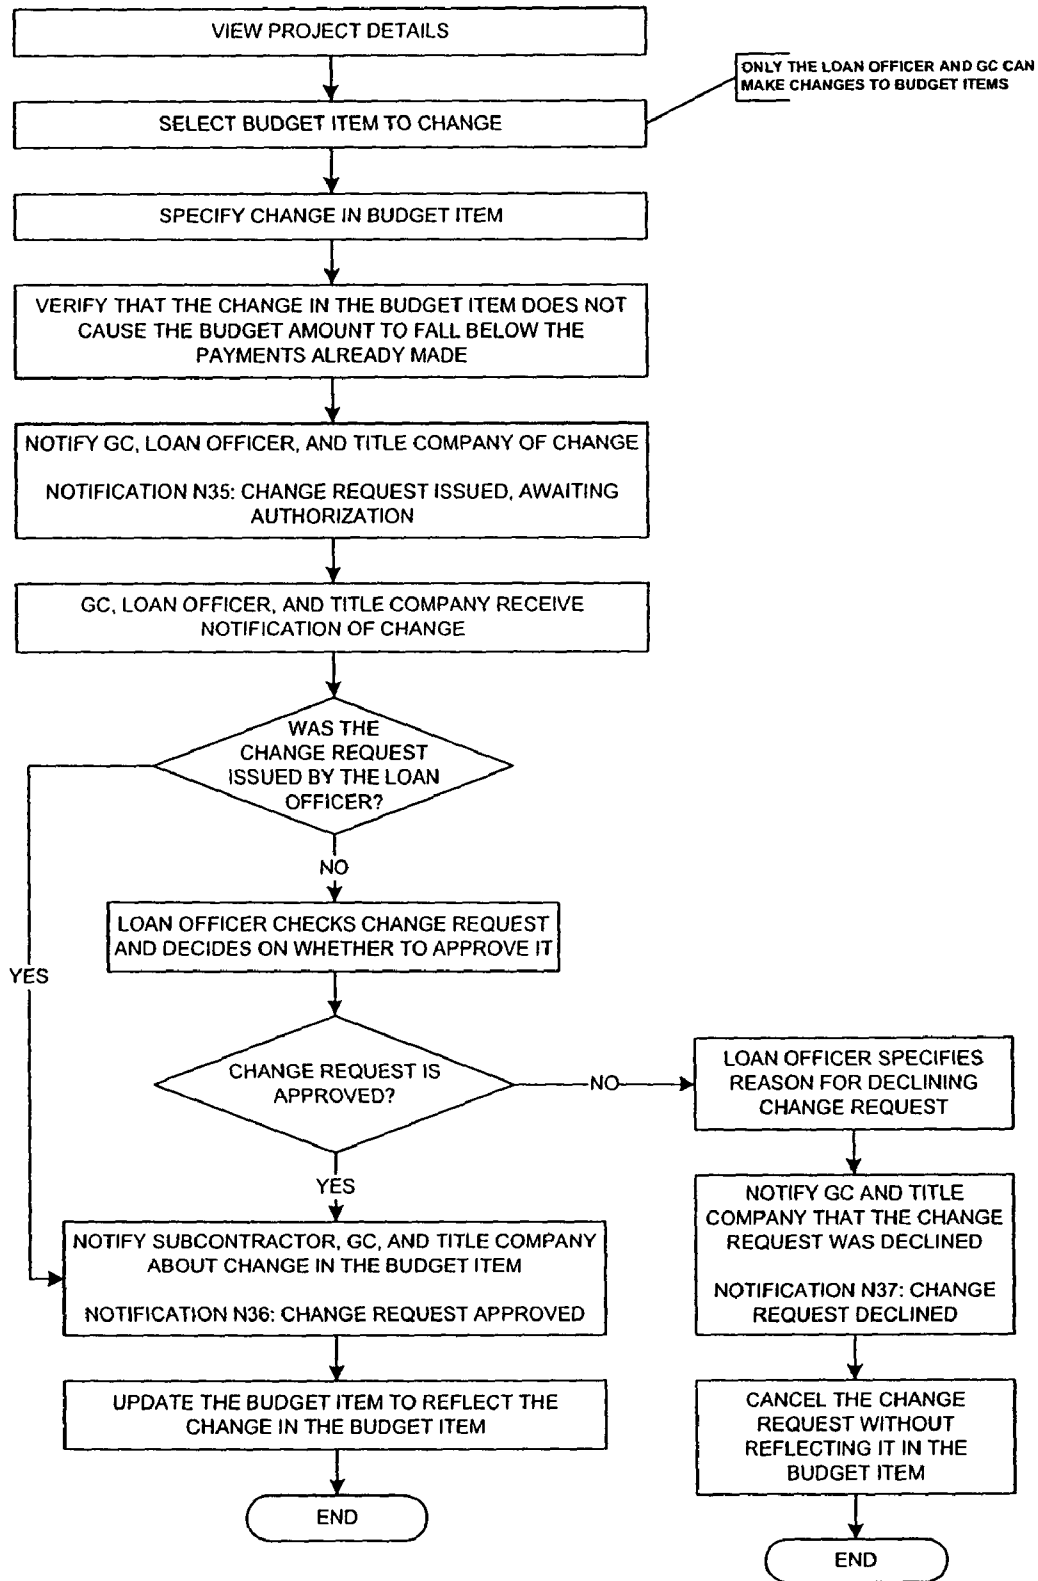 VIEW PROJECT DETAILS
ONLY THE LOAN OFFICER AND GC CAN
MAKE CHANGES TO BUDGET ITEMS
SELECT BUDGET ITEM TO CHANGE
SPECIFY CHANGE IN BUDGET ITEM
VERIFY THAT THE CHANGE IN THE BUDGET ITEM DOES NOT
CAUSE THE BUDGET AMOUNT TO FALL BELOW THE
PAYMENTS ALREADY MADE
NOTIFY GC, LOAN OFFICER, AND TITLE COMPANY OF CHANGE
NOTIFICATION N35: CHANGE REQUEST ISSUED, AWAITING
AUTHORIZATION
GC, LOAN OFFICER, AND TITLE COMPANY RECEIVE
NOTIFICATION OF CHANGE
WAS THE
CHANGE REQUEST
ISSUED BY THE LOAN
OFFICER?
NO
LOAN OFFICER CHECKS CHANGE REQUEST
AND DECIDES ON WHETHER TO APPROVE IT
YES
CHANGE REQUEST IS
APPROVED?
NO
LOAN OFFICER SPECIFIES
REASON FOR DECLINING
CHANGE REQUEST
YES
NOTIFY SUBCONTRACTOR, GC, AND TITLE COMPANY
ABOUT CHANGE IN THE BUDGET ITEM
NOTIFICATION N36: CHANGE REQUEST APPROVED
NOTIFY GC AND TITLE
COMPANY THAT THE CHANGE
REQUEST WAS DECLINED
NOTIFICATION N37: CHANGE
REQUEST DECLINED
UPDATE THE BUDGET ITEM TO REFLECT THE
CHANGE IN THE BUDGET ITEM
CANCEL THE CHANGE
REQUEST WITHOUT
REFLECTING IT IN THE
BUDGET ITEM
END
END